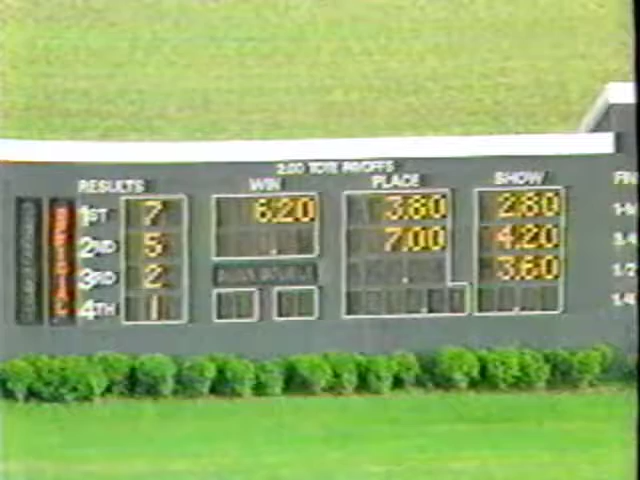 2.00 TOTE PAYOFFS
RESULTS WIN PLACE SHOW
1ST 7 6.20 3.80 2.80
2ND 5 7.00 4.20
3RD 2 3.60
4TH 1